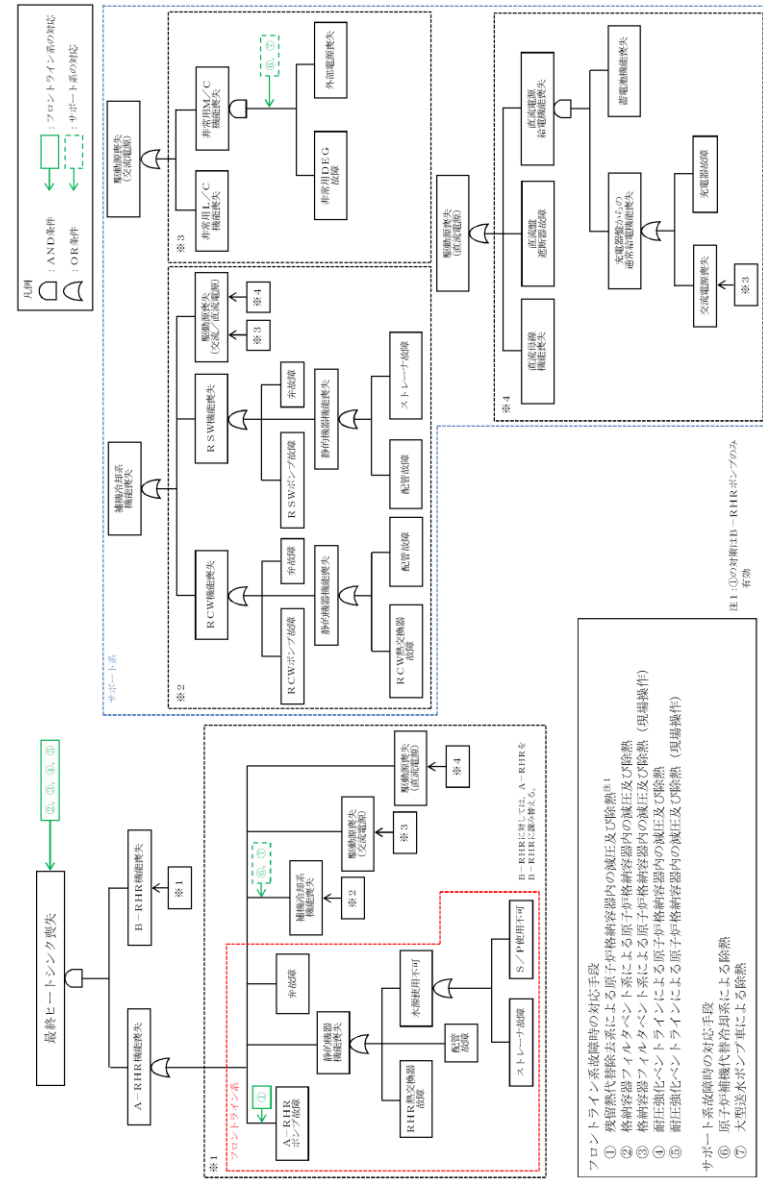 最終ヒートシンク喪失
②，③，④，⑤
A－RHR機能喪失
B－RHR機能喪失
※1
※1
フロントライン系
①
A－RHR
ポンプ故障
弁故障
静的機器
機能喪失
RHR熱交換器
故障
配管
故障
水源使用不可
ストレーナ故障
S／P使用不可
⑥，⑦
補機冷却系
機能喪失
※2
駆動源喪失
(交流電源)
※3
駆動源喪失
(直流電源)
※4
B－RHRに対しては，A－RHRを
B－RHRに読み替える。
サポート系
補機冷却系
機能喪失
※2
RCW機能喪失
RCWポンプ故障
弁故障
静的機器機能喪失
RCW熱交換器
故障
配管故障
RSW機能喪失
RSWポンプ故障
弁故障
静的機器機能喪失
配管故障
ストレーナ故障
駆動源喪失
(交流／直流電源)
※3
※4
駆動源喪失
(交流電源)
※3
非常用L／C
機能喪失
非常用M／C
機能喪失
⑥，⑦
非常用DEG
故障
外部電源喪失
駆動源喪失
(直流電源)
※4
直流母線
機能喪失
直流盤
遮断器故障
直流電源
給電機能喪失
充電器盤からの
通常給電機能喪失
蓄電池機能喪失
交流電源喪失
充電器故障
※3
凡例
：AND条件
：OR条件
：フロントライン系の対応
：サポート系の対応
フロントライン系故障時の対応手段
① 残留熱代替除去系による原子炉格納容器内の減圧及び除熱注1
② 格納容器フィルタベント系による原子炉格納容器内の減圧及び除熱
③ 格納容器フィルタベント系による原子炉格納容器内の減圧及び除熱（現場操作）
④ 耐圧強化ベントラインによる原子炉格納容器内の減圧及び除熱
⑤ 耐圧強化ベントラインによる原子炉格納容器内の減圧及び除熱（現場操作）
サポート系故障時の対応手段
⑥ 原子炉補機代替冷却系による除熱
⑦ 大型送水ポンプ車による除熱
注1：①の対策はB－RHRポンプのみ
有効